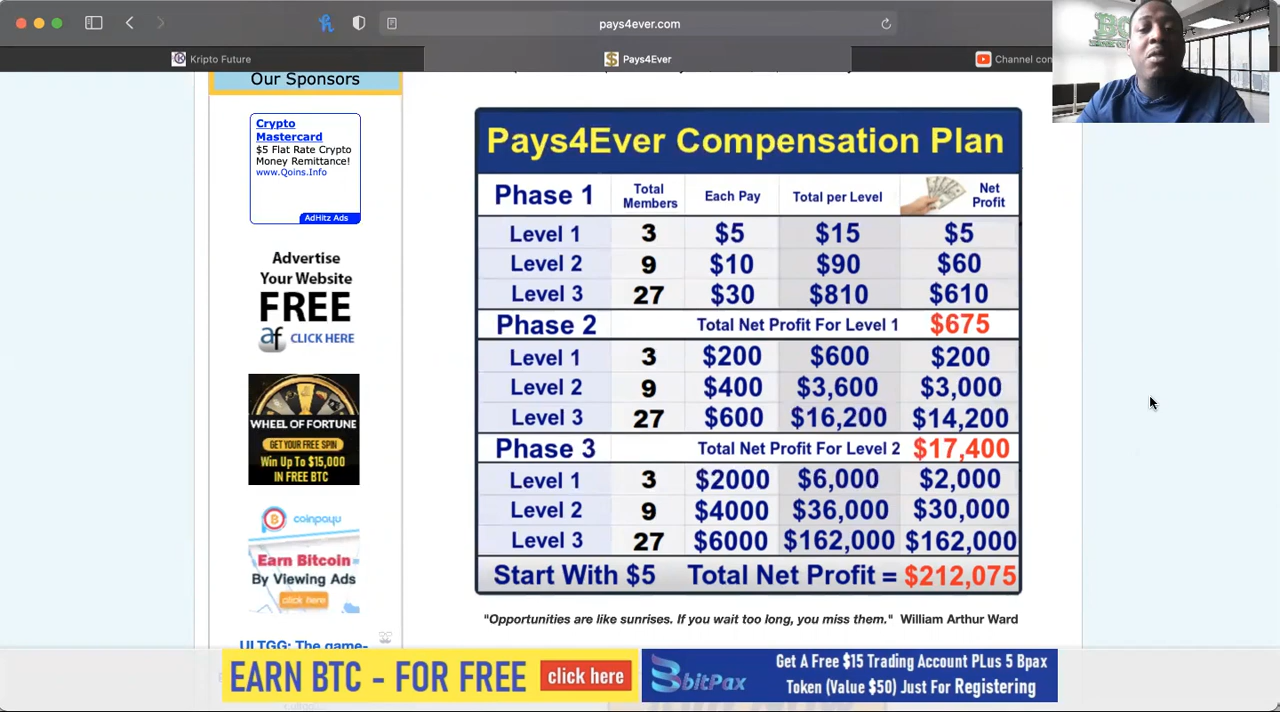 pays4ever.com
Kripto Future
Pays4Ever
Our Sponsors
Crypto
Mastercard
$5 Flat Rate Crypto
Money Remittance!
www.Qoins.Info
AdHitz Ads
Advertise
Your Website
FREE
af CLICK HERE
WHEEL OF FORTUNE
GET YOUR FREE SPIN
Win Up To $15,000
IN FREE BTC
coinpayu
Earn Bitcoin
By Viewing Ads
click here
Pays4Ever Compensation Plan
Phase 1 Total Members Each Pay Total per Level Net Profit
Level 1 3 $5 $15 $5
Level 2 9 $10 $90 $60
Level 3 27 $30 $810 $610
Phase 2 Total Net Profit For Level 1 $675
Level 1 3 $200 $600 $200
Level 2 9 $400 $3,600 $3,000
Level 3 27 $600 $16,200 $14,200
Phase 3 Total Net Profit For Level 2 $17,400
Level 1 3 $2000 $6,000 $2,000
Level 2 9 $4000 $36,000 $30,000
Level 3 27 $6000 $162,000 $162,000
Start With $5 Total Net Profit = $212,075
"Opportunities are like sunrises. If you wait too long, you miss them." William Arthur Ward
EARN BTC - FOR FREE click here
bitPax
Get A Free $15 Trading Account PLus 5 Bpax
Token (Value $50) Just For Registering